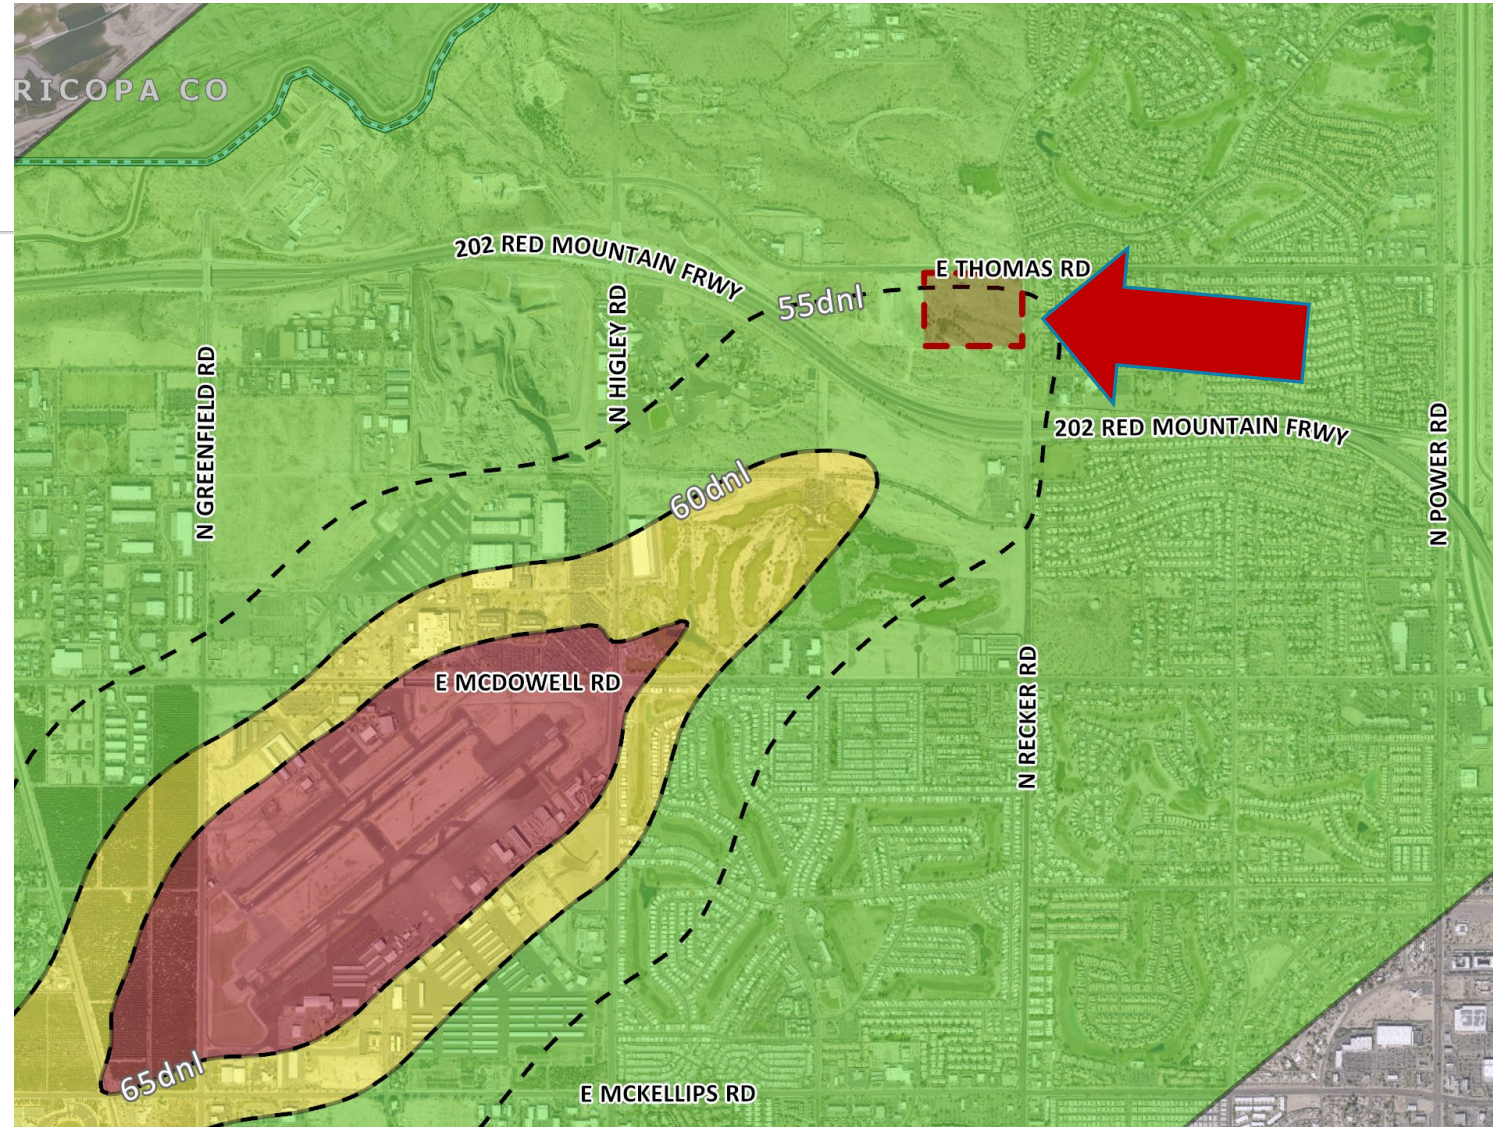 RICOPA CO
202 RED MOUNTAIN FRWY
E THOMAS RD
55dnl
N HIGLEY RD
N GREENFIELD RD
202 RED MOUNTAIN FRWY
N POWER RD
60dnl
E MCDOWELL RD
N RECKER RD
65dnl
E MCKELLIPS RD